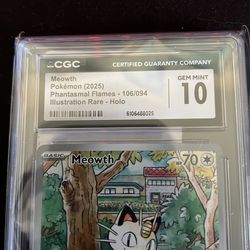 CGC
CERTIFIED GUARANTY COMPANY
Meowth
Pokémon (2025)
Phantasmal Flames - 106/094
Illustration Rare - Holo
GEM MINT
10
6106488025
BASIC
Meowth
70